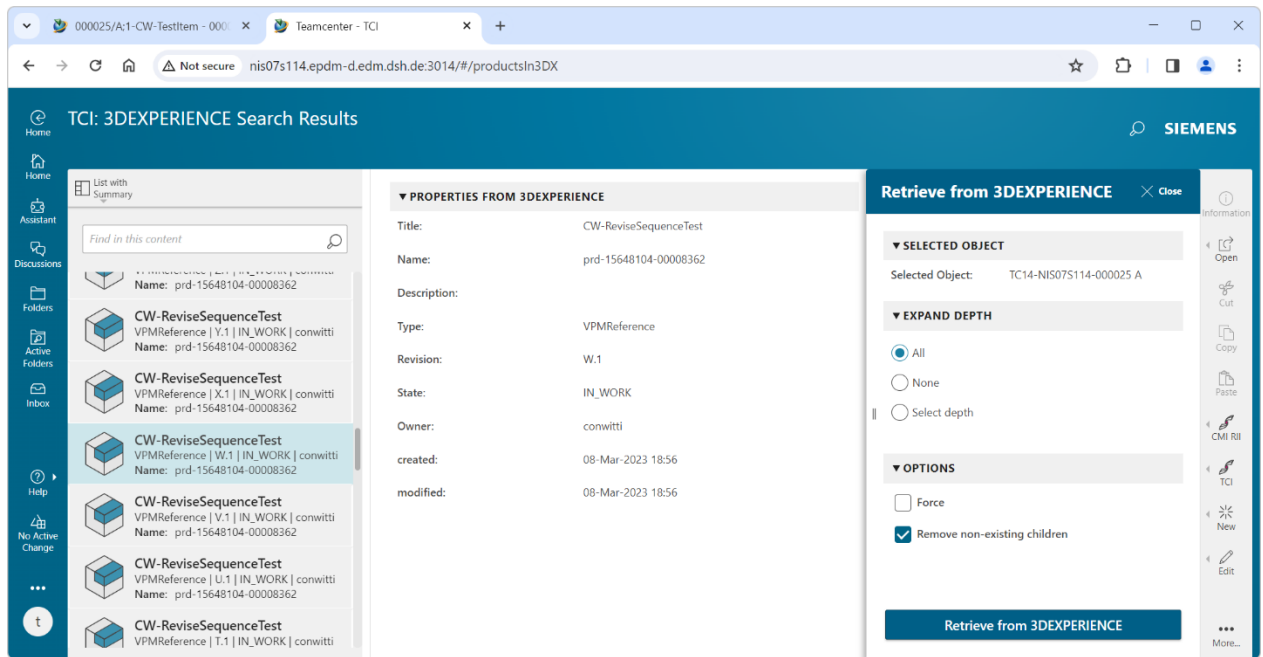 000025/A;1-CW-TestItem - 000
Teamcenter - TCI
Not secure nis07s114.epdm-d.edm.dsh.de:3014/#/productsIn3DX
Home
TCI: 3DEXPERIENCE Search Results
SIEMENS
Home
Assistant
Discussions
Folders
Active
Folders
Inbox
Help
No Active
Change
t
List with
Summary
Find in this content
Name: prd-15648104-00008362
CW-ReviseSequenceTest
VPMReference | Y.1 | IN_WORK | conwitti
Name: prd-15648104-00008362
CW-ReviseSequenceTest
VPMReference | X.1 | IN_WORK | conwitti
Name: prd-15648104-00008362
CW-ReviseSequenceTest
VPMReference | W.1 | IN_WORK | conwitti
Name: prd-15648104-00008362
CW-ReviseSequenceTest
VPMReference | V.1 | IN_WORK | conwitti
Name: prd-15648104-00008362
CW-ReviseSequenceTest
VPMReference | U.1 | IN_WORK | conwitti
Name: prd-15648104-00008362
CW-ReviseSequenceTest
VPMReference | T.1 | IN_WORK | conwitti
PROPERTIES FROM 3DEXPERIENCE
Title: CW-ReviseSequenceTest
Name: prd-15648104-00008362
Description:
Type: VPMReference
Revision: W.1
State: IN_WORK
Owner: conwitti
created: 08-Mar-2023 18:56
modified: 08-Mar-2023 18:56
Retrieve from 3DEXPERIENCE Close
SELECTED OBJECT
Selected Object: TC14-NIS07S114-000025 A
EXPAND DEPTH
All
None
Select depth
OPTIONS
Force
Remove non-existing children
Retrieve from 3DEXPERIENCE
Information
Open
Cut
Copy
Paste
CMI RII
TCI
New
Edit
More...